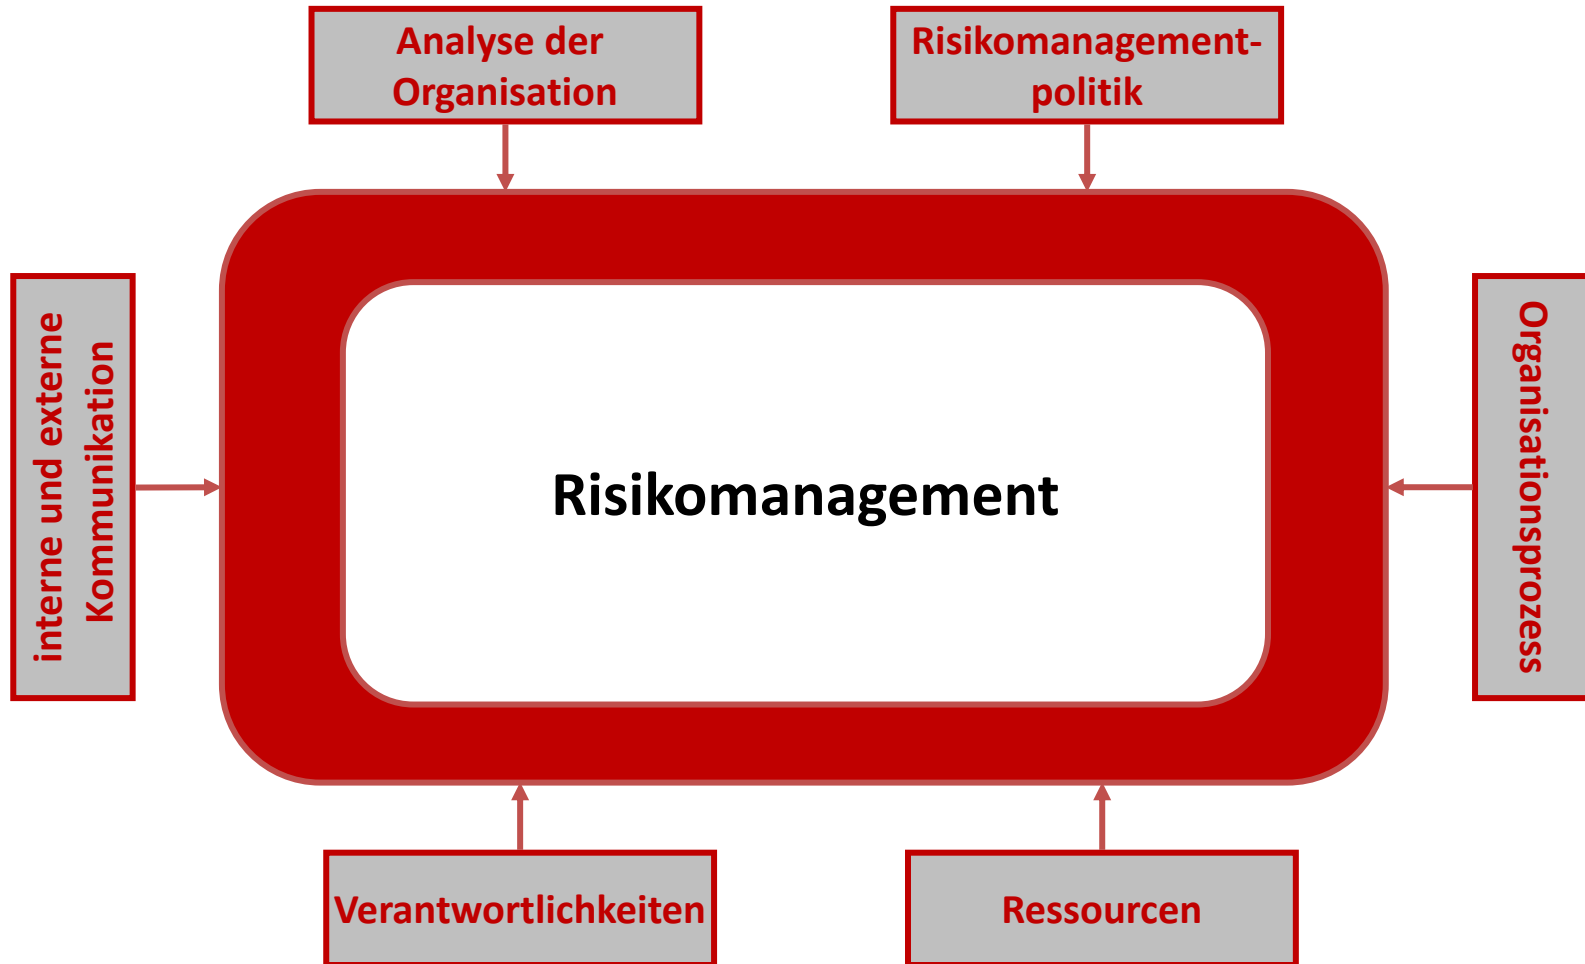 Analyse der
Organisation
Risikomanagement-
politik
interne und externe
Kommunikation
Risikomanagement
Organisationsprozess
Verantwortlichkeiten
Ressourcen